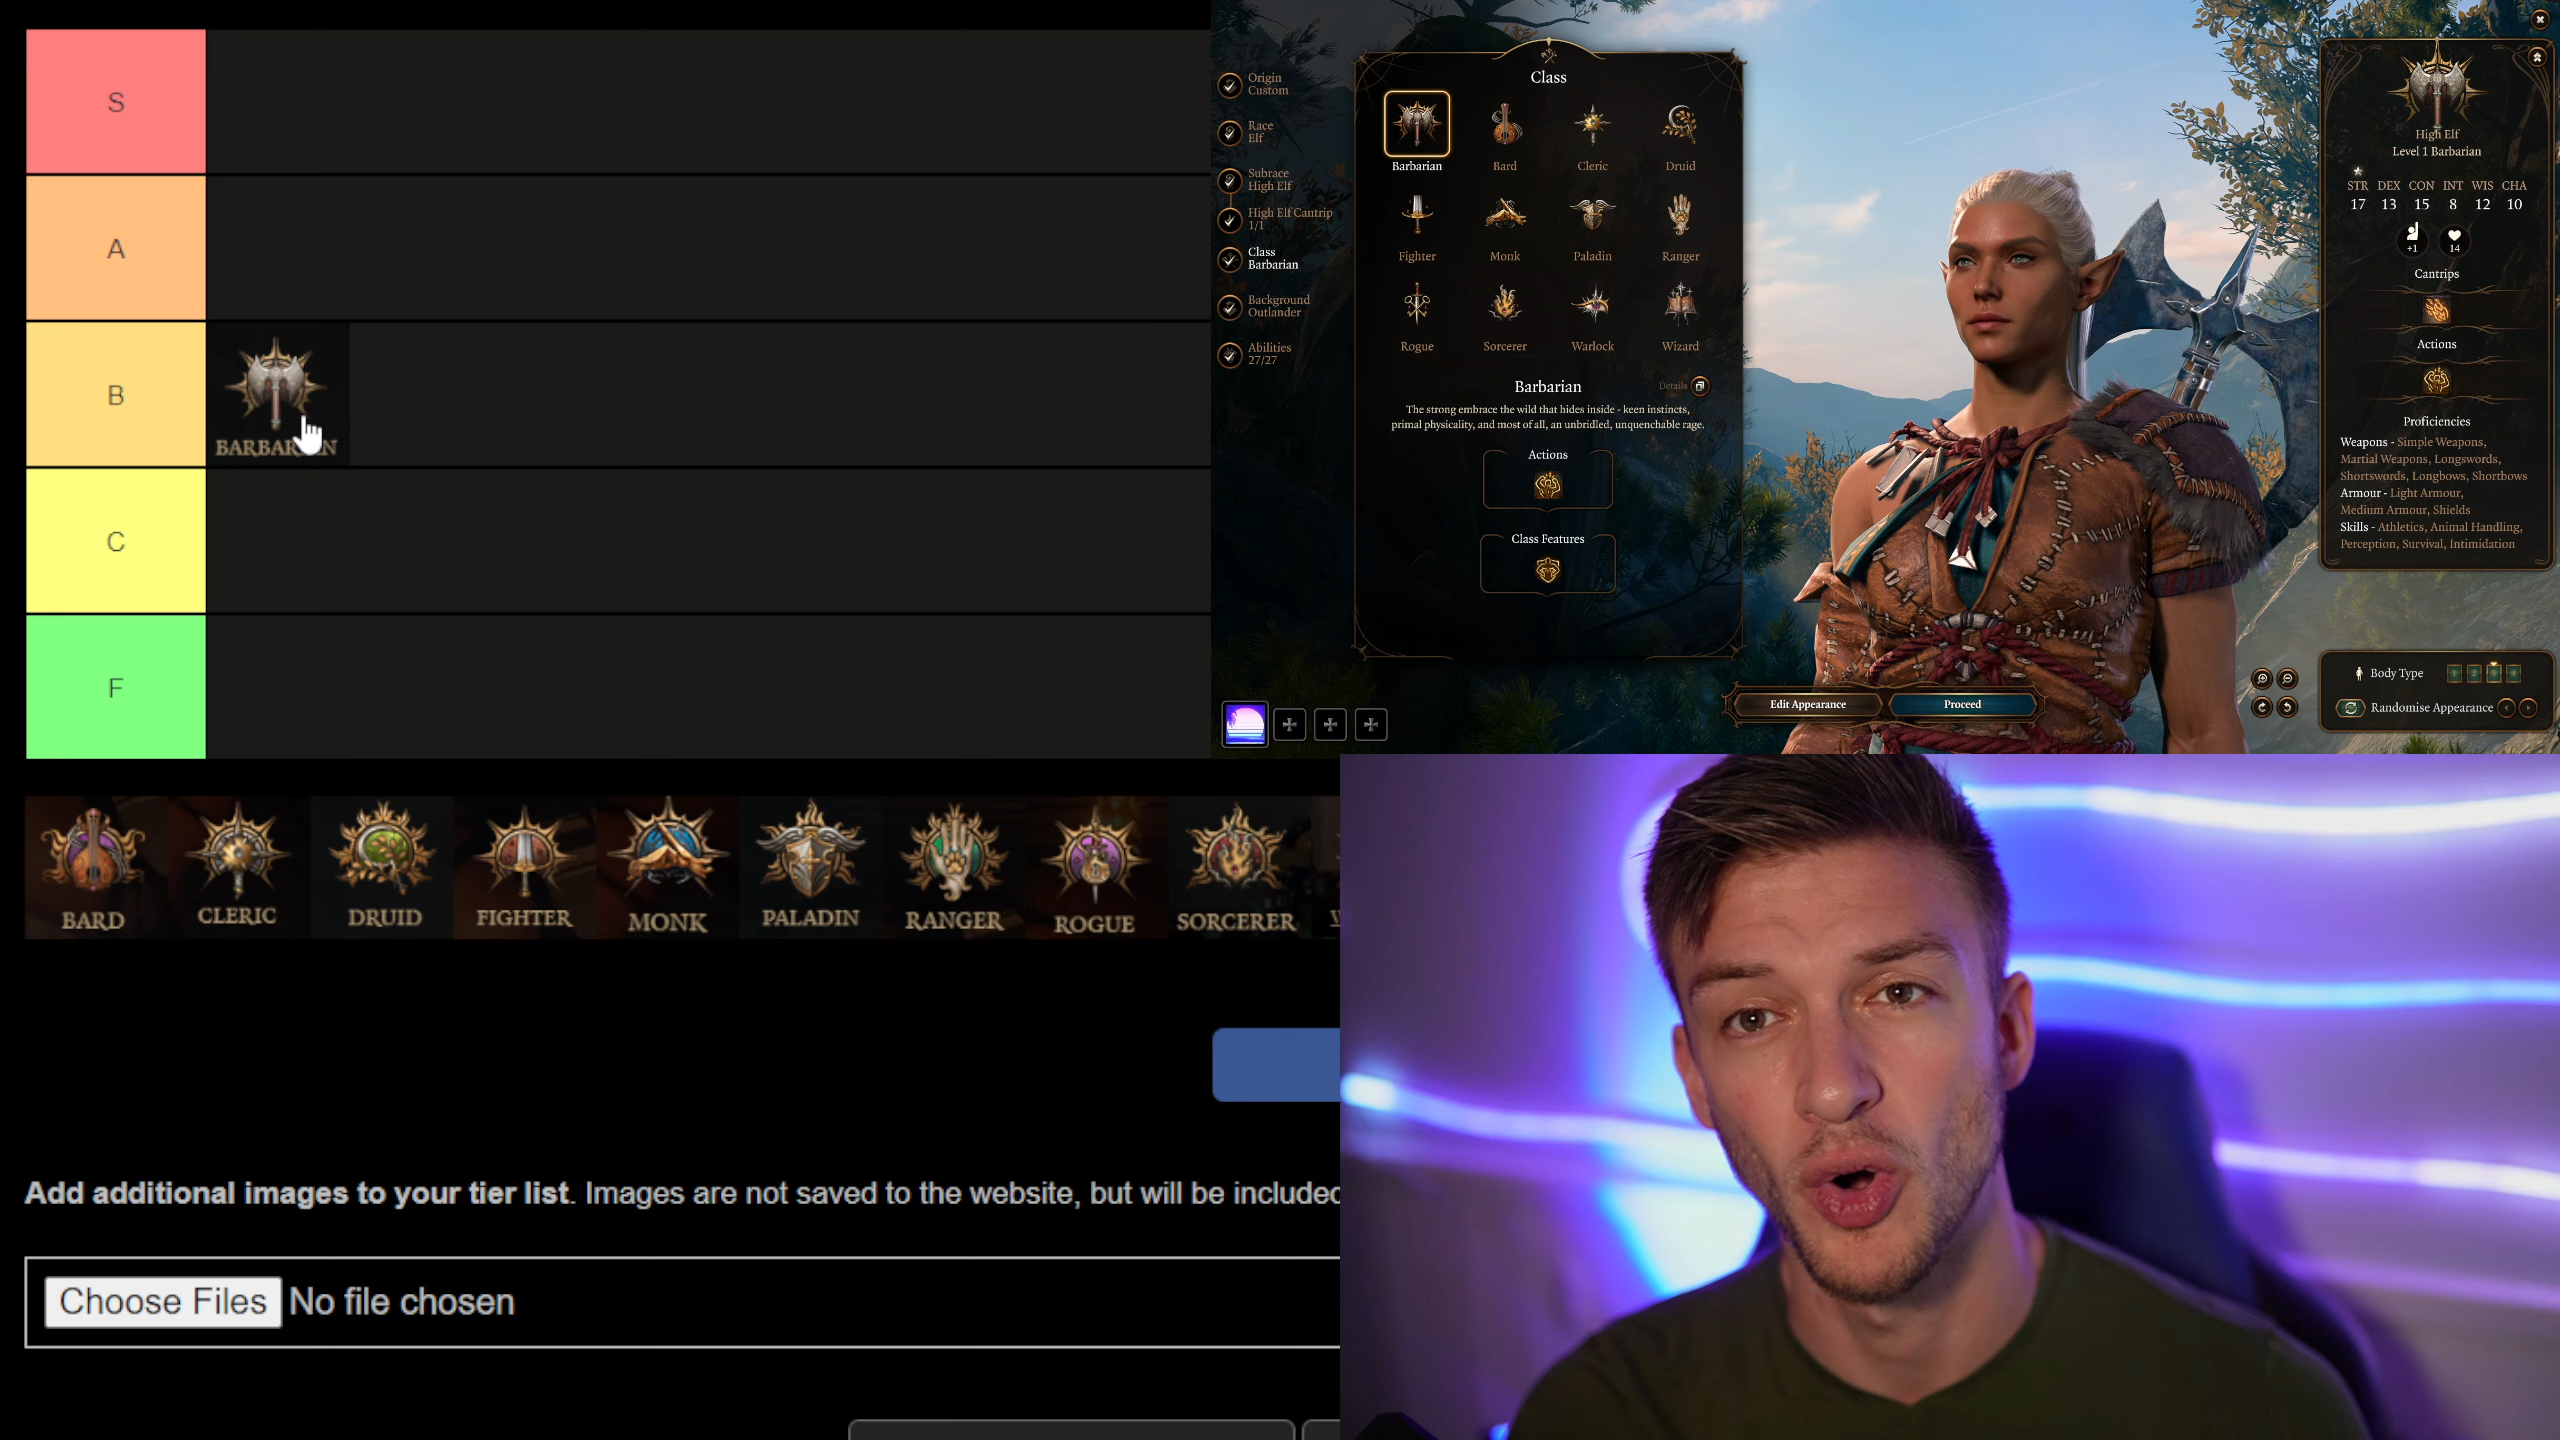 S
A
B
BARBARIAN
C
F
BARD
CLERIC
DRUID
FIGHTER
MONK
PALADIN
RANGER
ROGUE
SORCERER
Add additional images to your tier list. Images are not saved to the website, but will be included
Choose Files No file chosen
Origin
Custom
Race
Elf
Subrace
High Elf
High Elf Cantrip
1/1
Class
Barbarian
Background
Outlander
Abilities
27/27
Class
Barbarian
Bard
Cleric
Druid
Fighter
Monk
Paladin
Ranger
Rogue
Sorcerer
Warlock
Wizard
Barbarian
Details
The strong embrace the wild that hides inside - keen instincts,
primal physicality, and most of all, an unbridled, unquenchable rage.
Actions
Class Features
Edit Appearance
Proceed
High Elf
Level 1 Barbarian
STR DEX CON INT WIS CHA
17 13 15 8 12 10
+1 14
Cantrips
Actions
Proficiencies
Weapons - Simple Weapons,
Martial Weapons, Longswords,
Shortswords, Longbows, Shortbows
Armour - Light Armour,
Medium Armour, Shields
Skills - Athletics, Animal Handling,
Perception, Survival, Intimidation
Body Type
Randomise Appearance